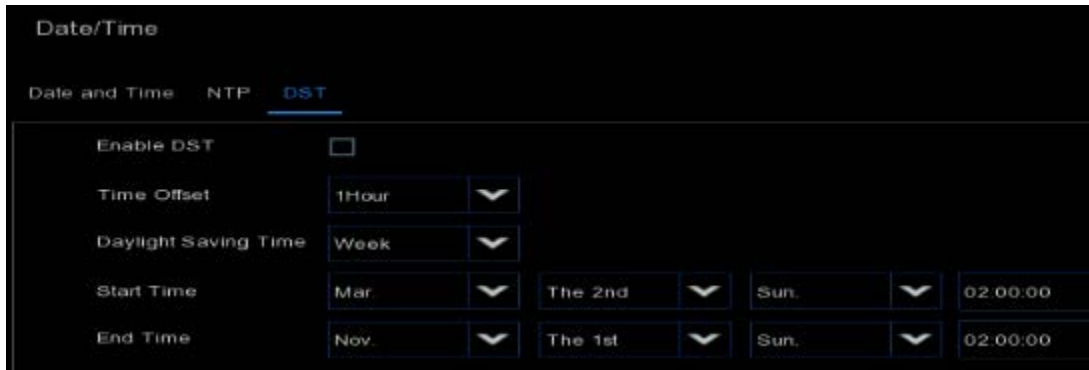 Date/Time
Date and Time NTP DST
Enable DST
Time Offset 1Hour
Daylight Saving Time Week
Start Time Mar. The 2nd Sun. 02:00:00
End Time Nov. The 1st Sun. 02:00:00